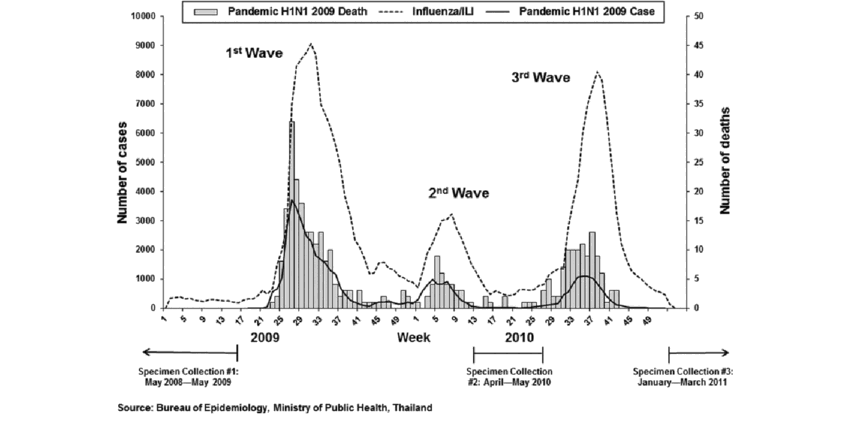 Pandemic H1N1 2009 Death Influenza/ILI Pandemic H1N1 2009 Case
10000 50
9000 45
8000 40
7000 35
6000 30
5000 25
4000 20
3000 15
2000 10
1000 5
0 0
Number of cases
Number of deaths
1st Wave
2nd Wave
3rd Wave
1 5 9 13 17 21 25 29 33 37 41 45 49 1 5 9 13 17 21 25 29 33 37 41 45 49
2009 Week 2010
Specimen Collection #1:
May 2008—May 2009
Specimen Collection
#2: April—May 2010
Specimen Collection #3:
January—March 2011
Source: Bureau of Epidemiology, Ministry of Public Health, Thailand